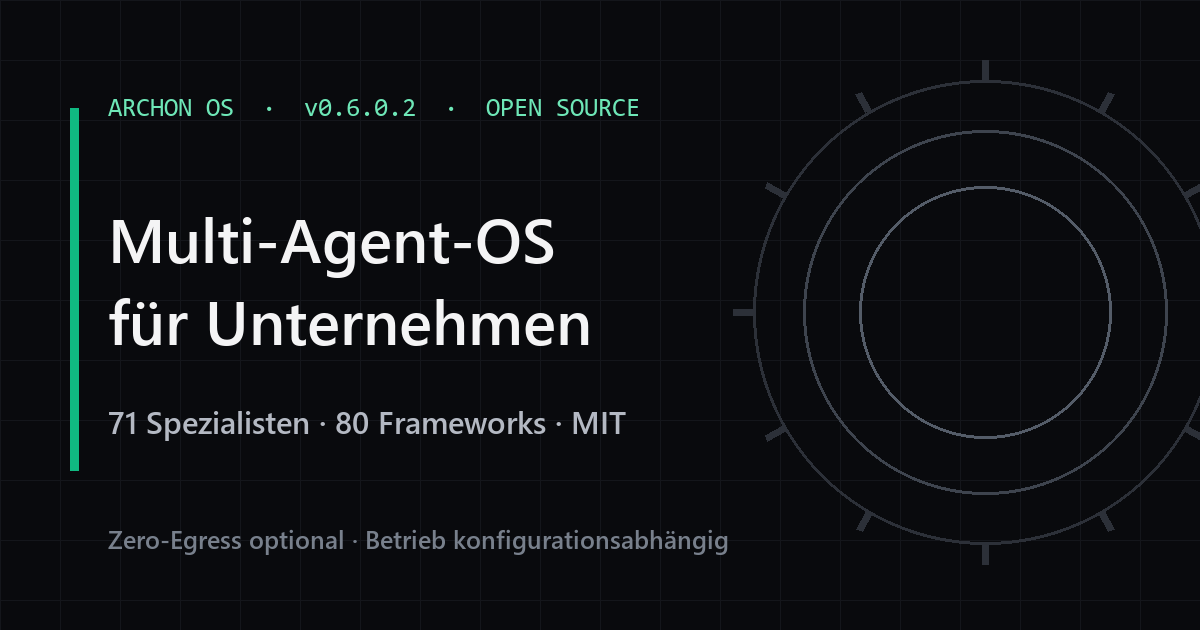 ARCHON OS · v0.6.0.2 · OPEN SOURCE
Multi-Agent-OS
für Unternehmen
71 Spezialisten · 80 Frameworks · MIT
Zero-Egress optional · Betrieb konfigurationsabhängig